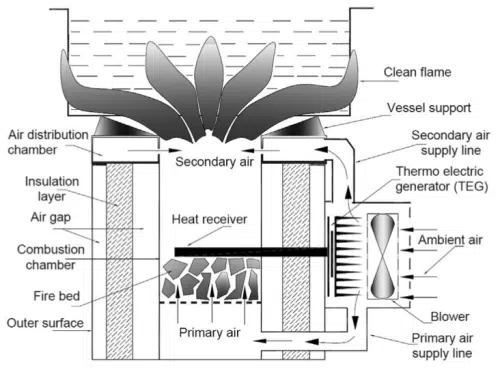 Clean flame
Vessel support
Air distribution
chamber
Secondary air
Secondary air
supply line
Insulation
layer
Thermo electric
generator (TEG)
Air gap
Heat receiver
Ambient air
Combustion
chamber
Fire bed
Outer surface
Primary air
Blower
Primary air
supply line